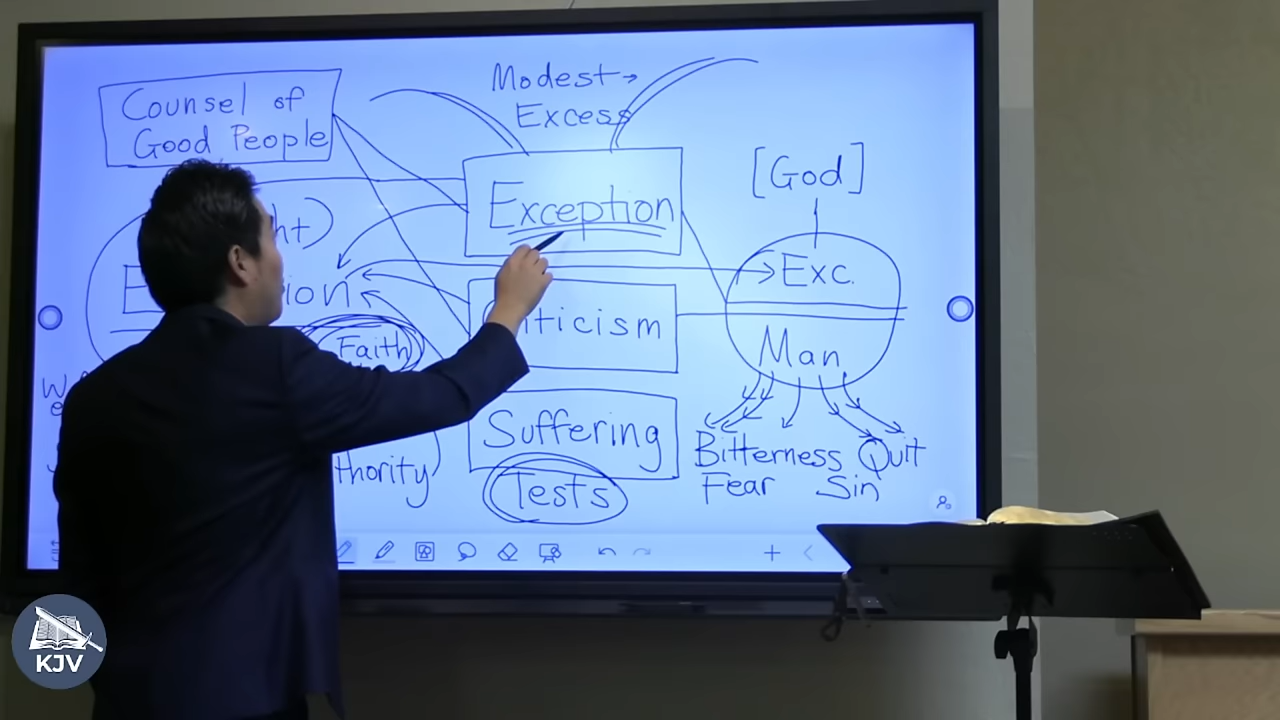 Counsel of
Good People
Modest→
Excess
Exception
[God]
Exc.
Man
Faith
Suffering
Tests
Bitterness Quit
Fear Sin
KJV